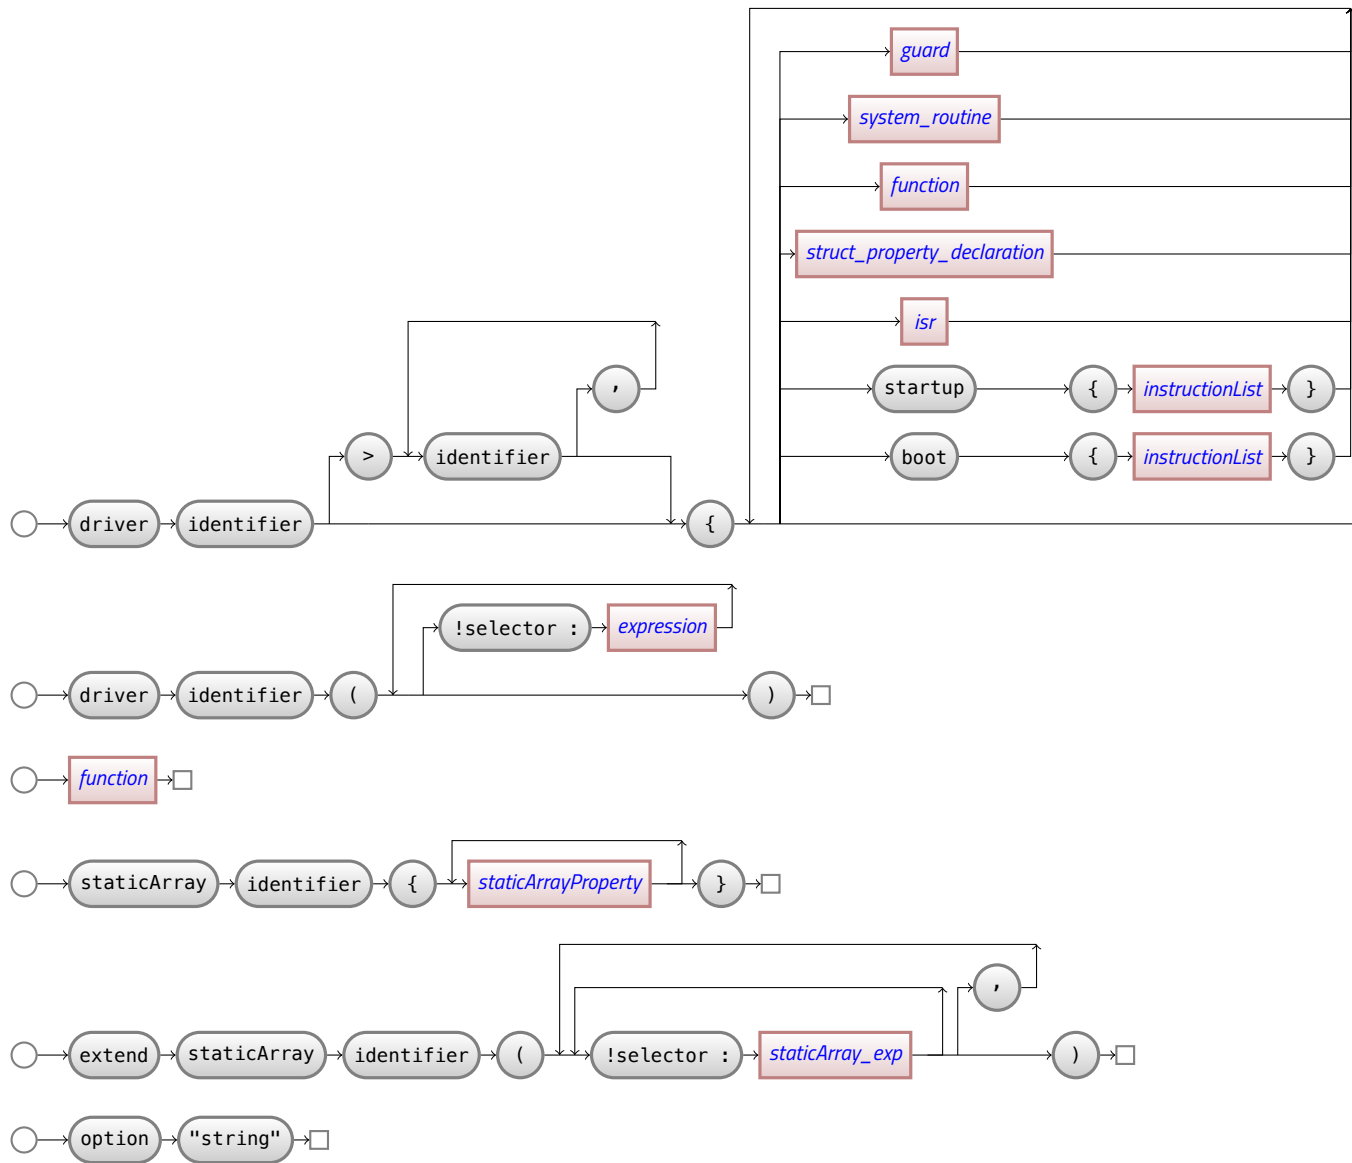 guard
system_routine
function
struct_property_declaration
isr
,
startup { instructionList }
> identifier boot { instructionList }
driver identifier {
!selector : expression
driver identifier ( )
function
staticArray identifier { staticArrayProperty }
,
extend staticArray identifier ( !selector : staticArray_exp )
option "string"